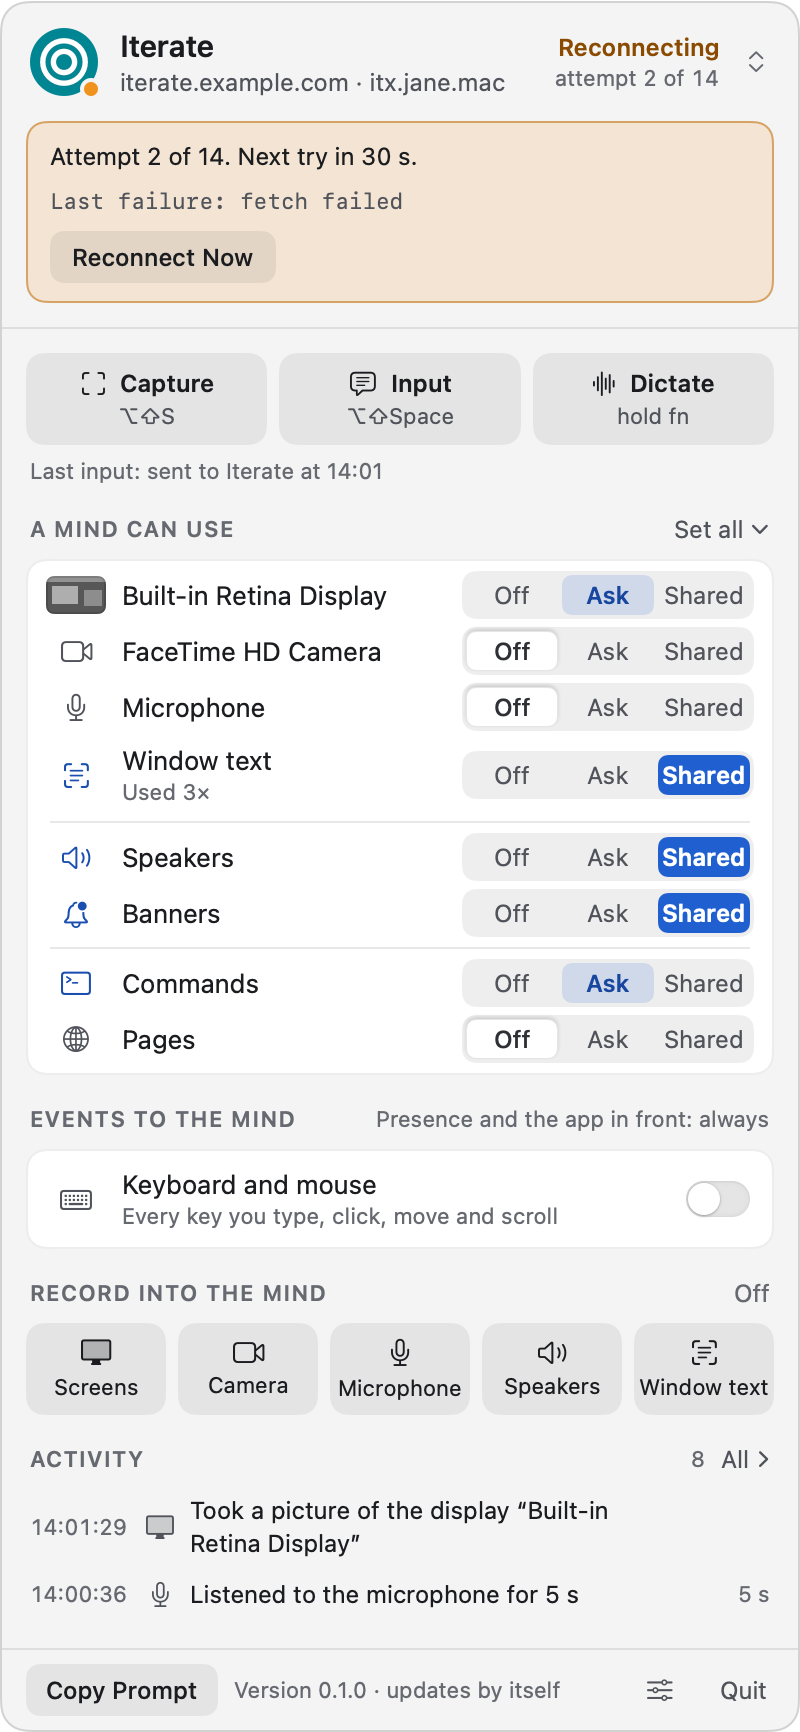 Iterate
iterate.example.com · itx.jane.mac
Reconnecting
attempt 2 of 14
Attempt 2 of 14. Next try in 30 s.
Last failure: fetch failed
Reconnect Now
Capture
⌥⇧S
Input
⌥⇧Space
Dictate
hold fn
Last input: sent to Iterate at 14:01
A MIND CAN USE
Set all
Built-in Retina Display
Off Ask Shared
FaceTime HD Camera
Off Ask Shared
Microphone
Off Ask Shared
Window text
Used 3×
Off Ask Shared
Speakers
Off Ask Shared
Banners
Off Ask Shared
Commands
Off Ask Shared
Pages
Off Ask Shared
EVENTS TO THE MIND
Presence and the app in front: always
Keyboard and mouse
Every key you type, click, move and scroll
RECORD INTO THE MIND
Off
Screens
Camera
Microphone
Speakers
Window text
ACTIVITY
8 All
14:01:29
Took a picture of the display “Built-in
Retina Display”
14:00:36
Listened to the microphone for 5 s
5 s
Copy Prompt
Version 0.1.0 · updates by itself
Quit